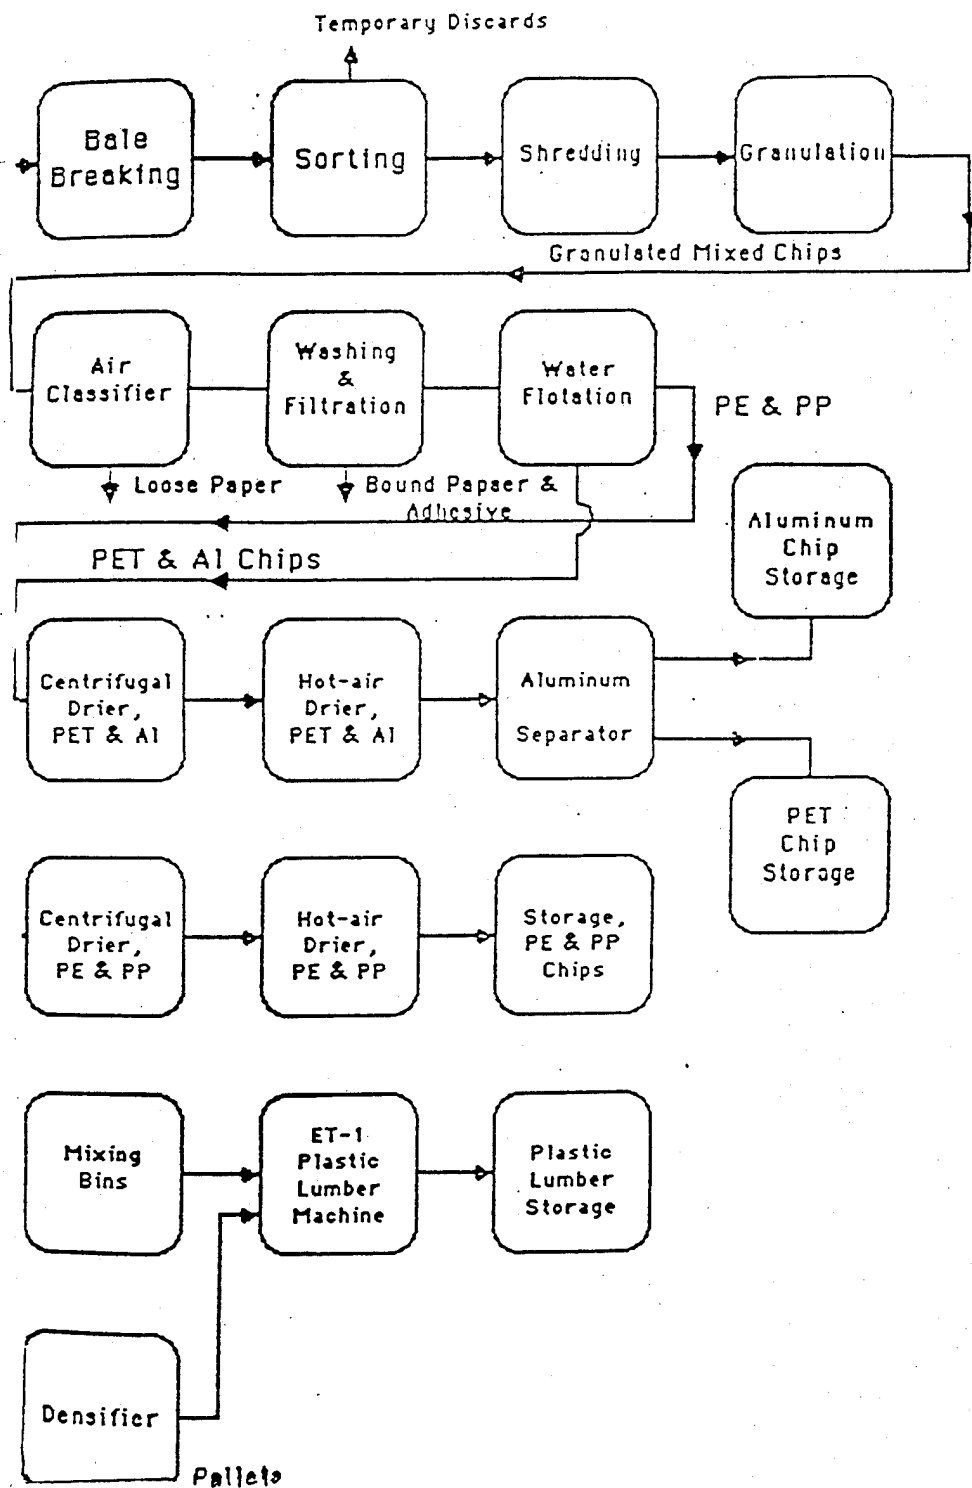 Temporary Discards
Bale
Breaking
Sorting
Shredding
Granulation
Granulated Mixed Chips
Air
Classifier
Washing
&
Filtration
Water
Flotation
PE & PP
Loose Paper
Bound Papser &
Adhesive
PET & Al Chips
Aluminum
Chip
Storage
Centrifugal
Drier,
PET & Al
Hot-air
Drier,
PET & Al
Aluminum
Separator
PET
Chip
Storage
Centrifugal
Drier,
PE & PP
Hot-air
Drier,
PE & PP
Storage,
PE & PP
Chips
Mixing
Bins
ET-1
Plastic
Lumber
Machine
Plastic
Lumber
Storage
Densifier
Pallets